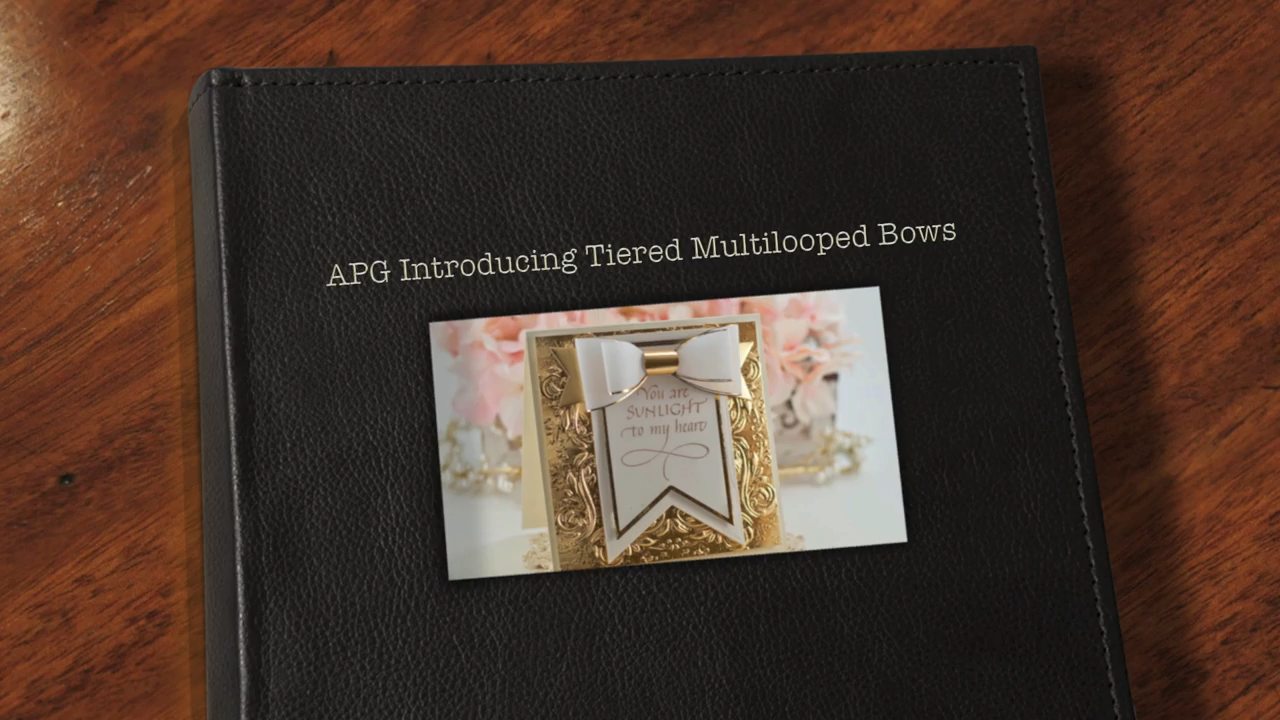 APG Introducing Tiered Multilooped Bows
You are
SUNLIGHT
to my heart